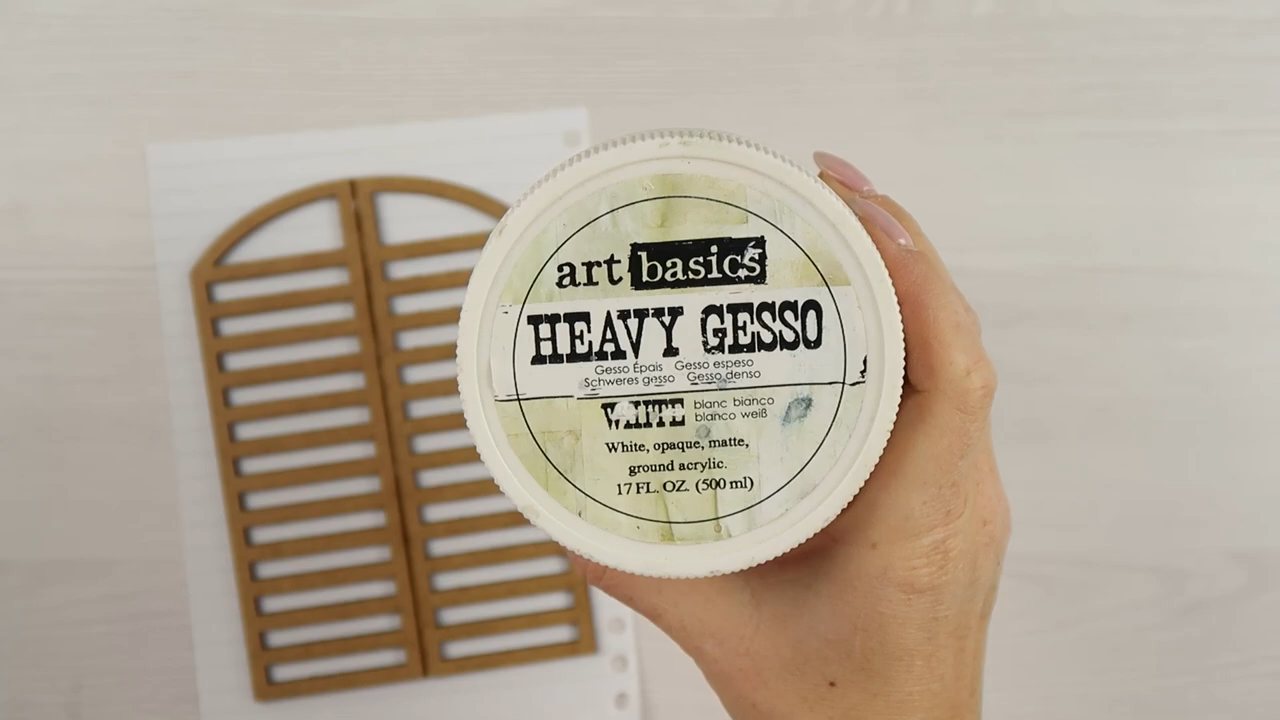 art basics
HEAVY GESSO
Gesso Épais Gesso espeso
Schweres gesso Gesso denso
WHITE blanc bianco
blanco weiß
White, opaque, matte,
ground acrylic.
17 FL. OZ. (500 ml)